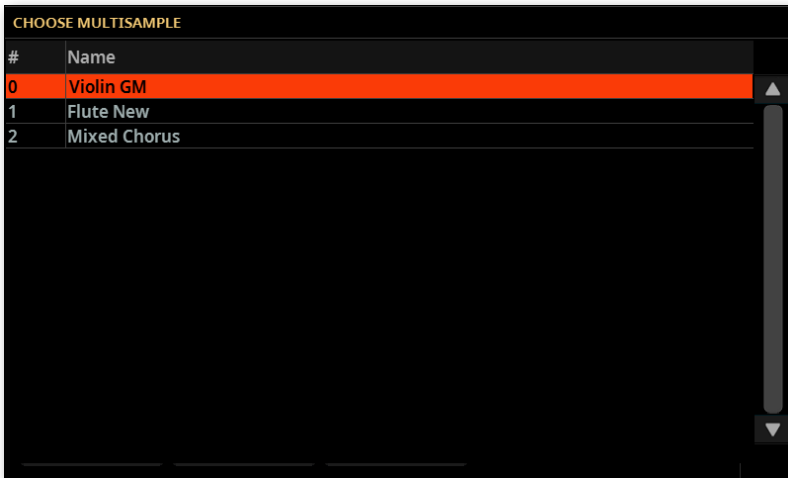 CHOOSE MULTISAMPLE
# Name
0 Violin GM
1 Flute New
2 Mixed Chorus